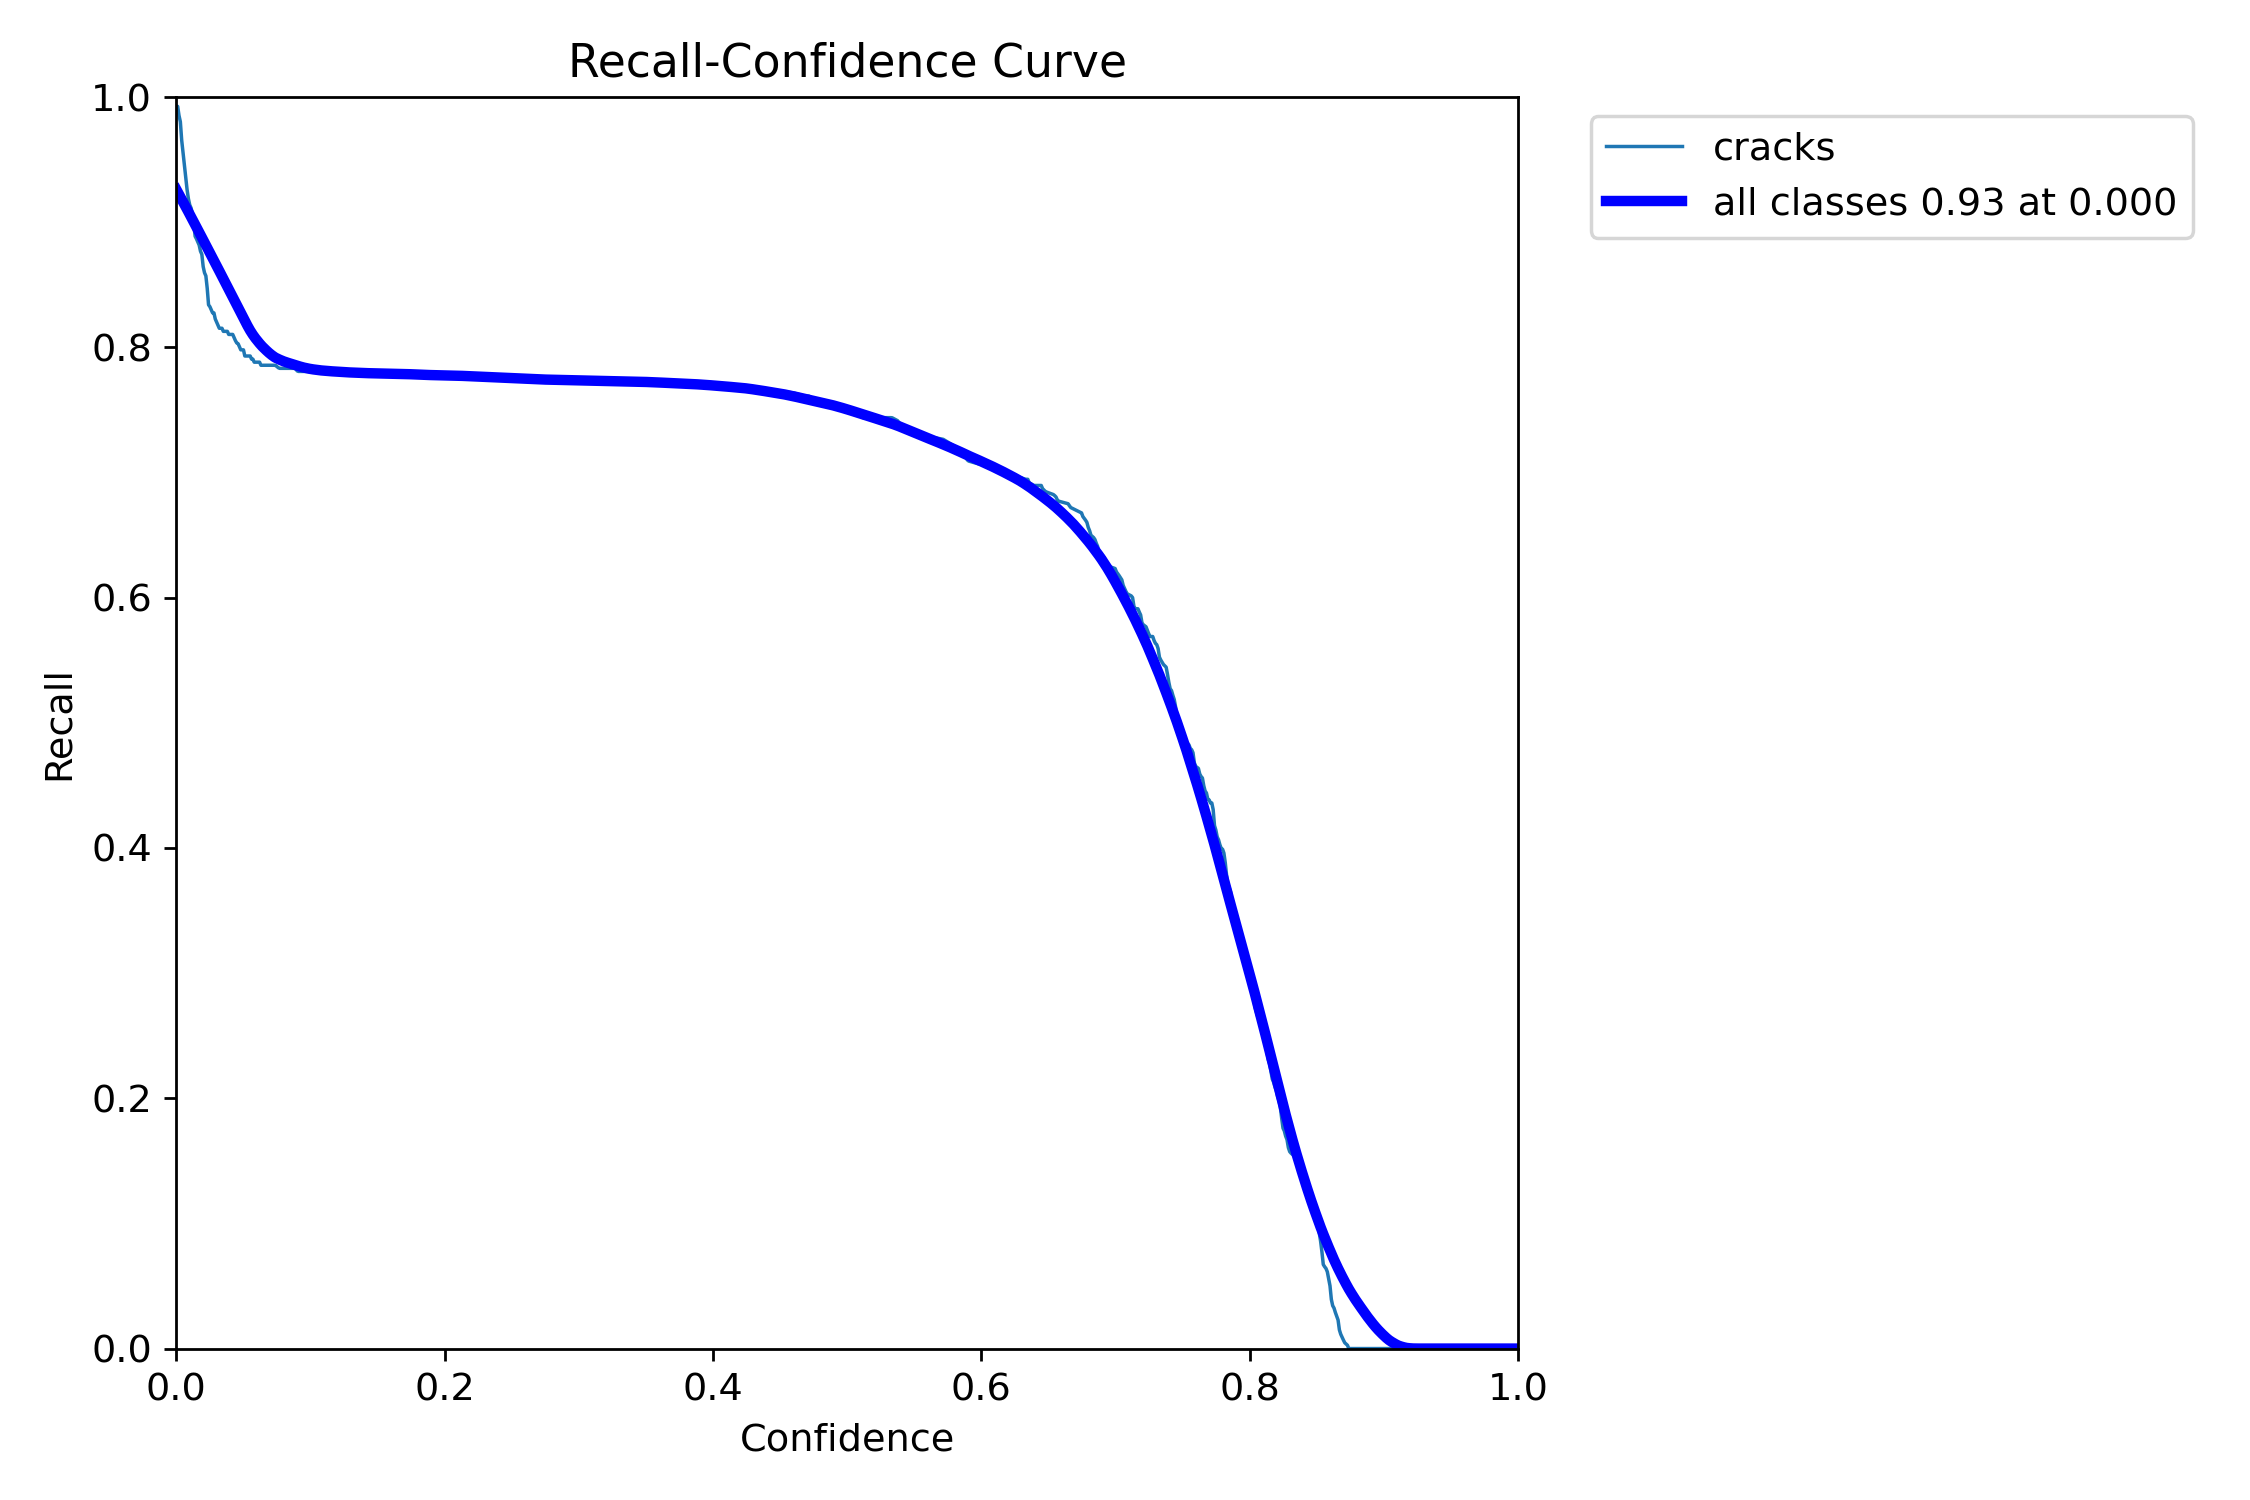 Recall-Confidence Curve
1.0
0.8
0.6
0.4
0.2
0.0
Recall
0.0 0.2 0.4 0.6 0.8 1.0
Confidence
cracks
all classes 0.93 at 0.000